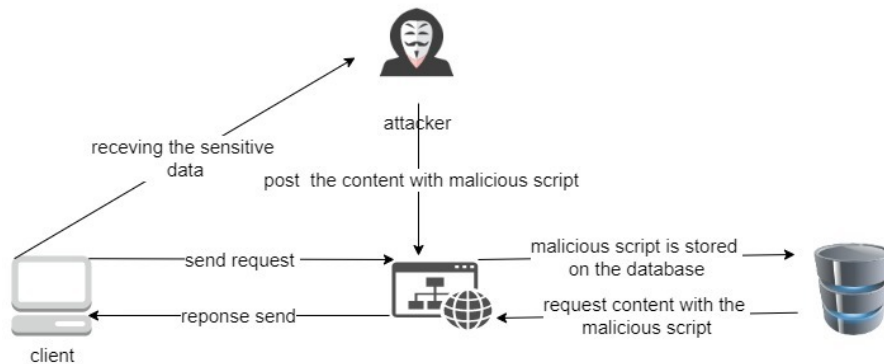 attacker
receving the sensitive
data
post the content with malicious script
send request
malicious script is stored
on the database
reponse send
request content with the
malicious script
client